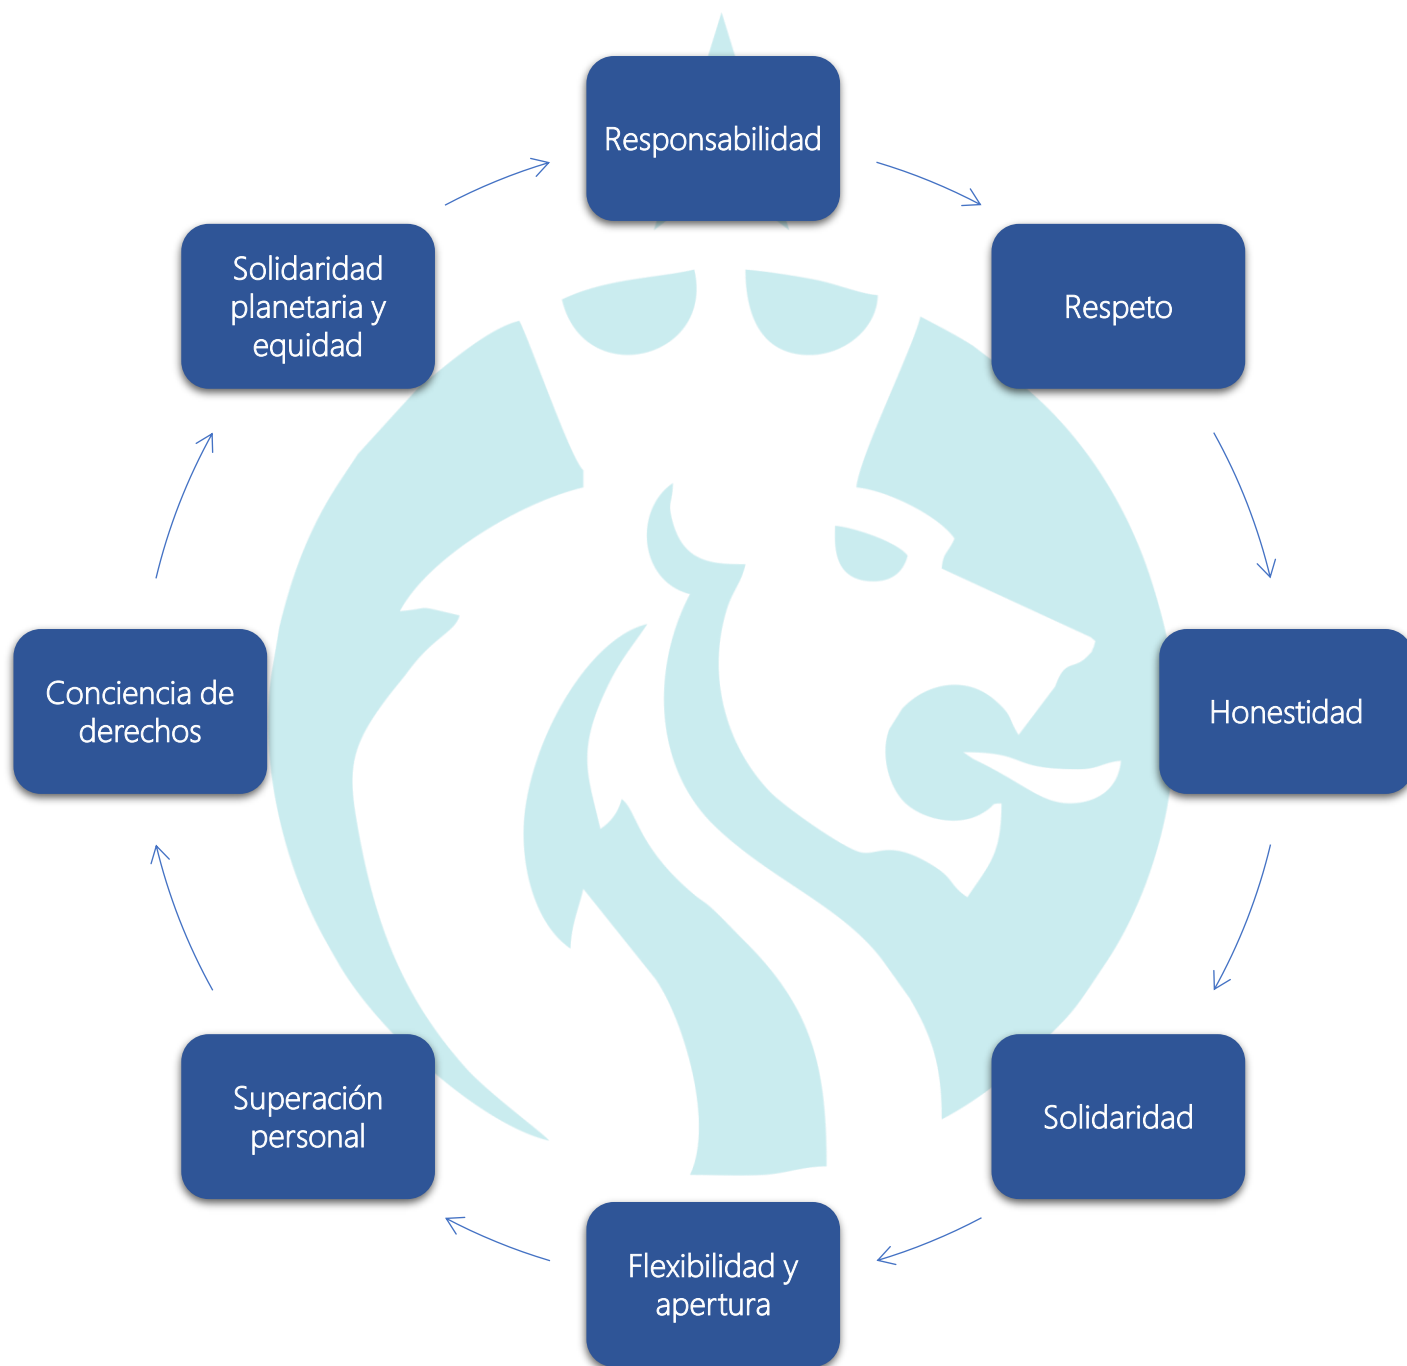 Responsabilidad
Respeto
Honestidad
Solidaridad
Flexibilidad y
apertura
Superación
personal
Conciencia de
derechos
Solidaridad
planetaria y
equidad